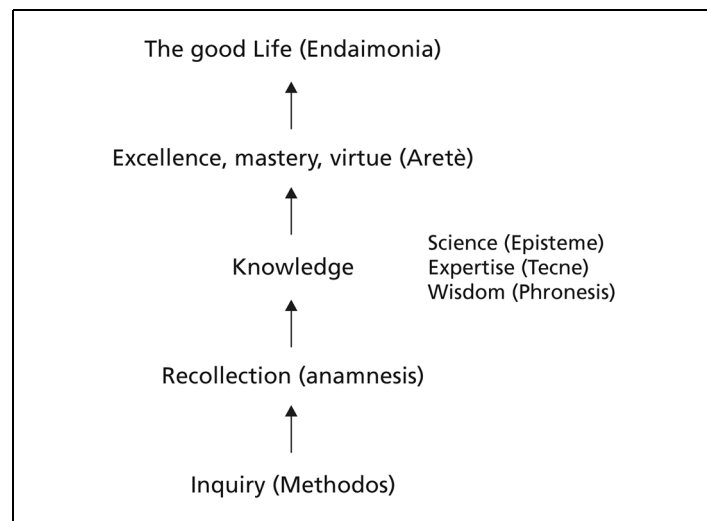 The good Life (Endaimonia)
Excellence, mastery, virtue (Aretè)
Knowledge
Science (Episteme)
Expertise (Tecne)
Wisdom (Phronesis)
Recollection (anamnesis)
Inquiry (Methodos)